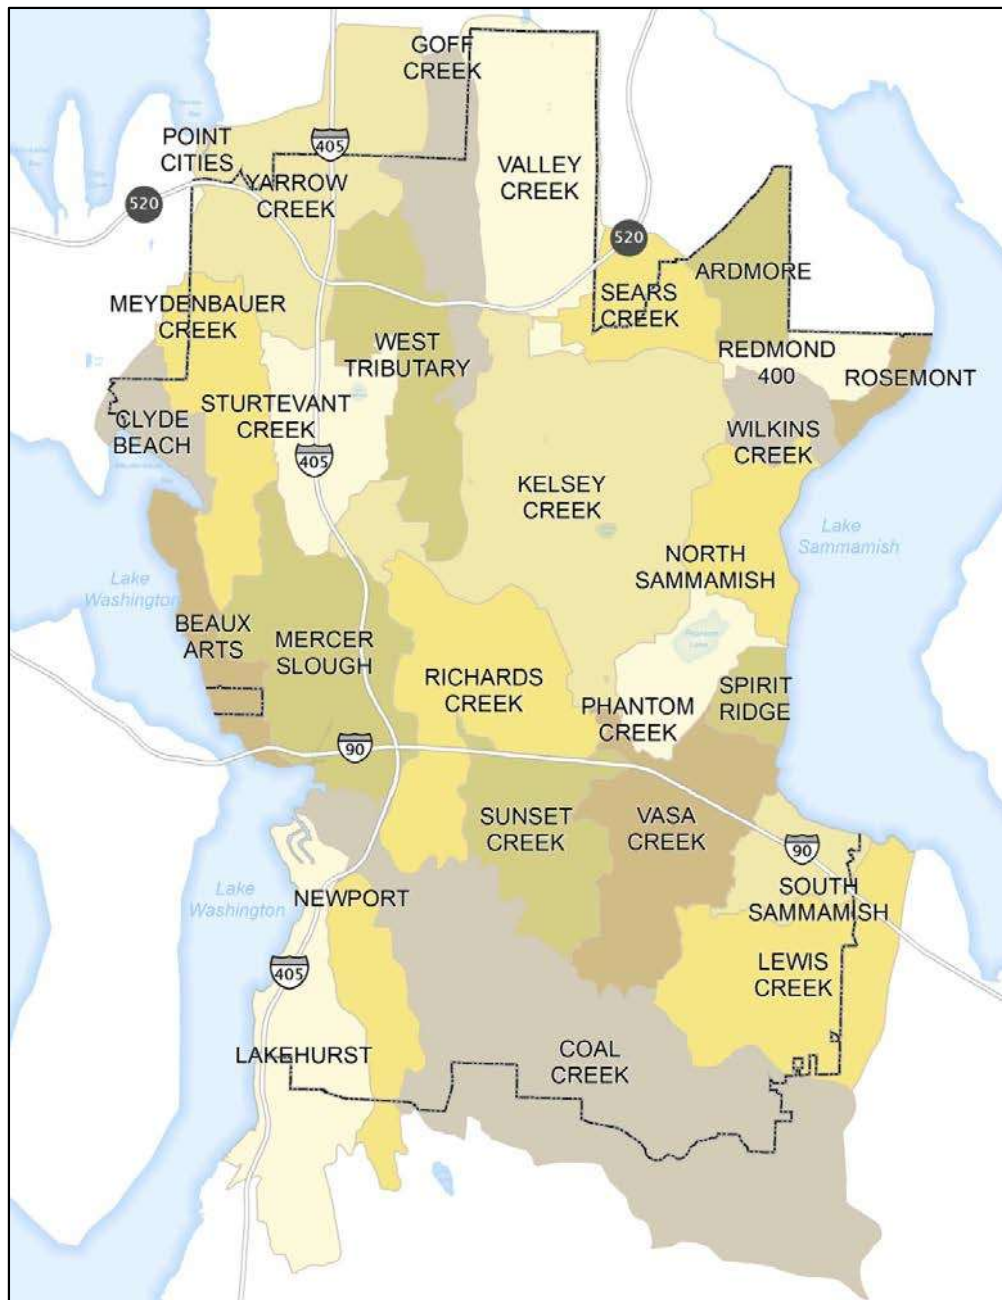 GOFF
CREEK
405
POINT
CITIES
VALLEY
CREEK
YARROW
CREEK
520
520
ARDMORE
SEARS
CREEK
MEYDENBAUER
CREEK
WEST
TRIBUTARY
REDMOND
400
ROSEMONT
STURTEVANT
CREEK
CLYDE
BEACH
WILKINS
CREEK
405
KELSEY
CREEK
Lake
Sammamish
NORTH
SAMMAMISH
Lake
Washington
BEAUX
ARTS
MERCER
SLOUGH
RICHARDS
CREEK
Phantom
Lake
SPIRIT
RIDGE
PHANTOM
CREEK
90
SUNSET
CREEK
VASA
CREEK
90
Lake
Washington
NEWPORT
SOUTH
SAMMAMISH
405
LEWIS
CREEK
LAKEHURST
COAL
CREEK